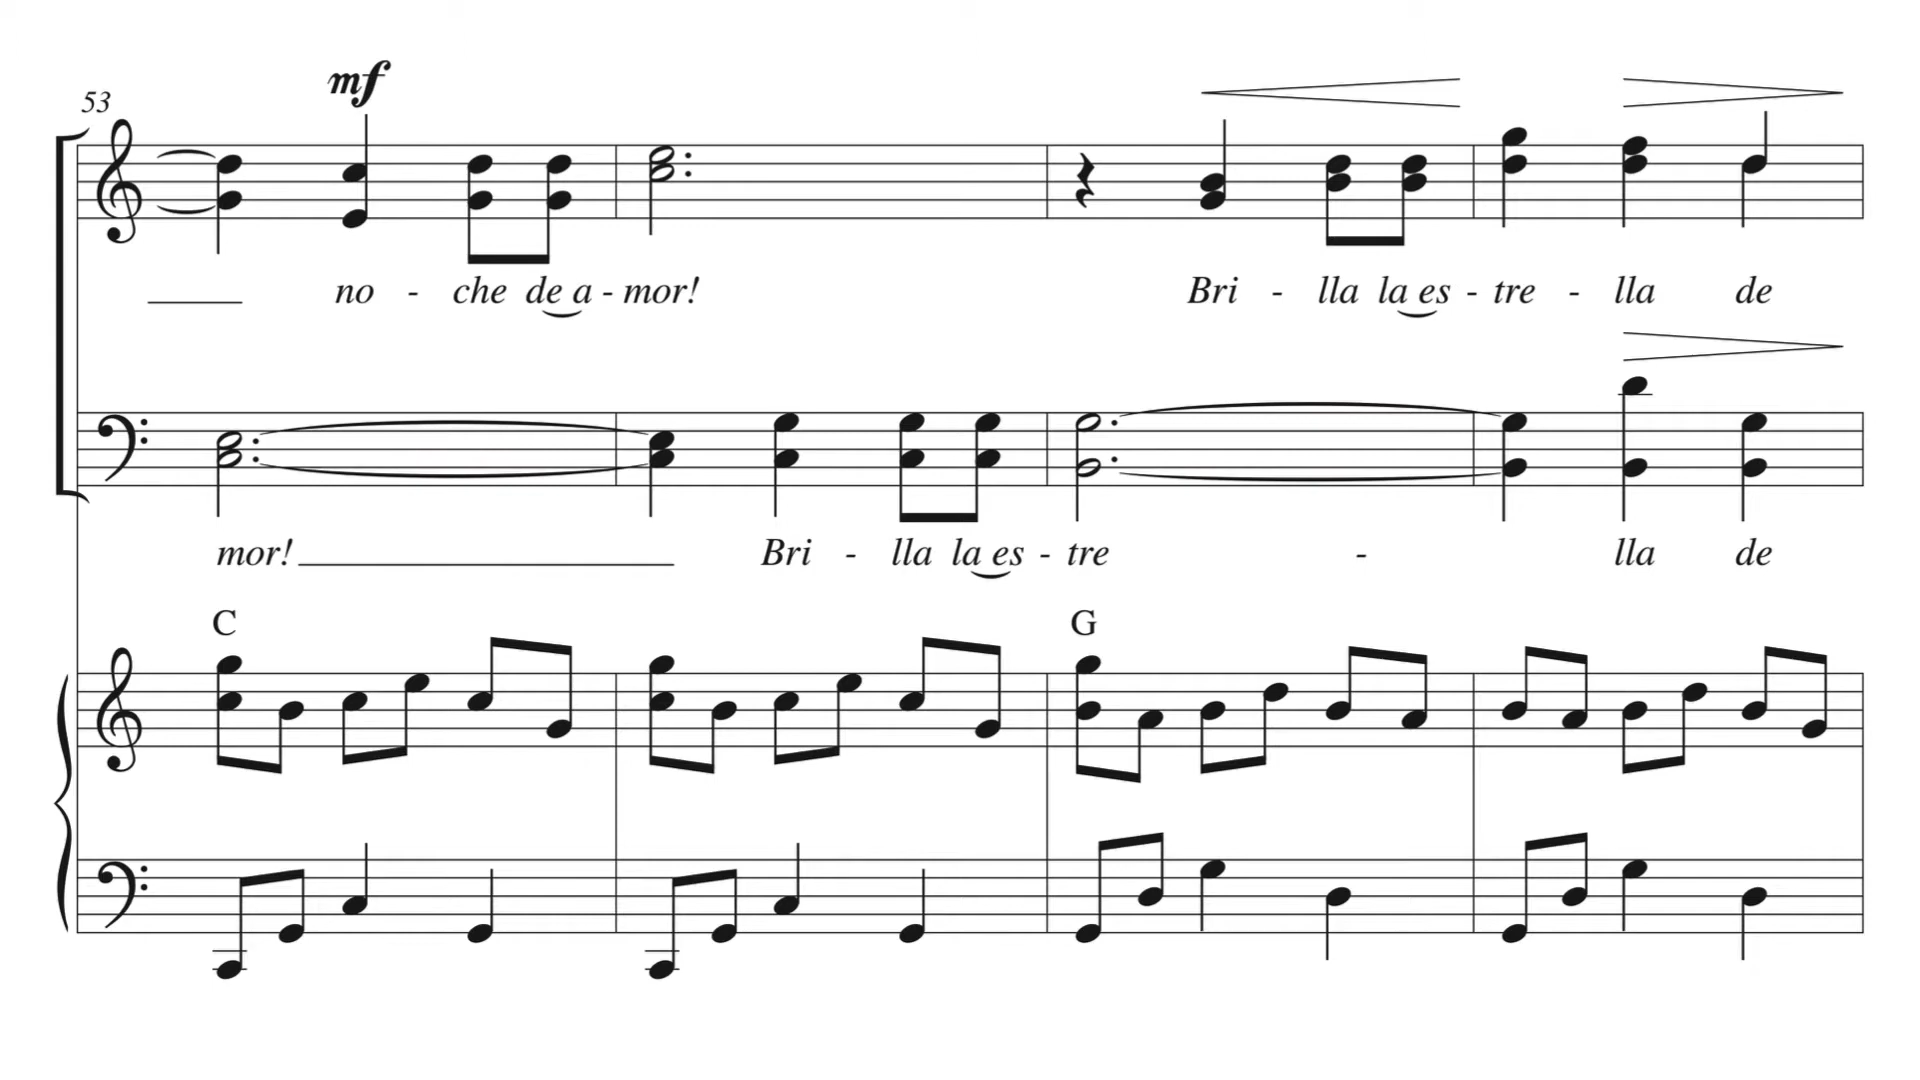 mf
53
no - che de a - mor! Bri - lla la es - tre - lla de
mor! Bri - lla la es - tre - lla de
C G